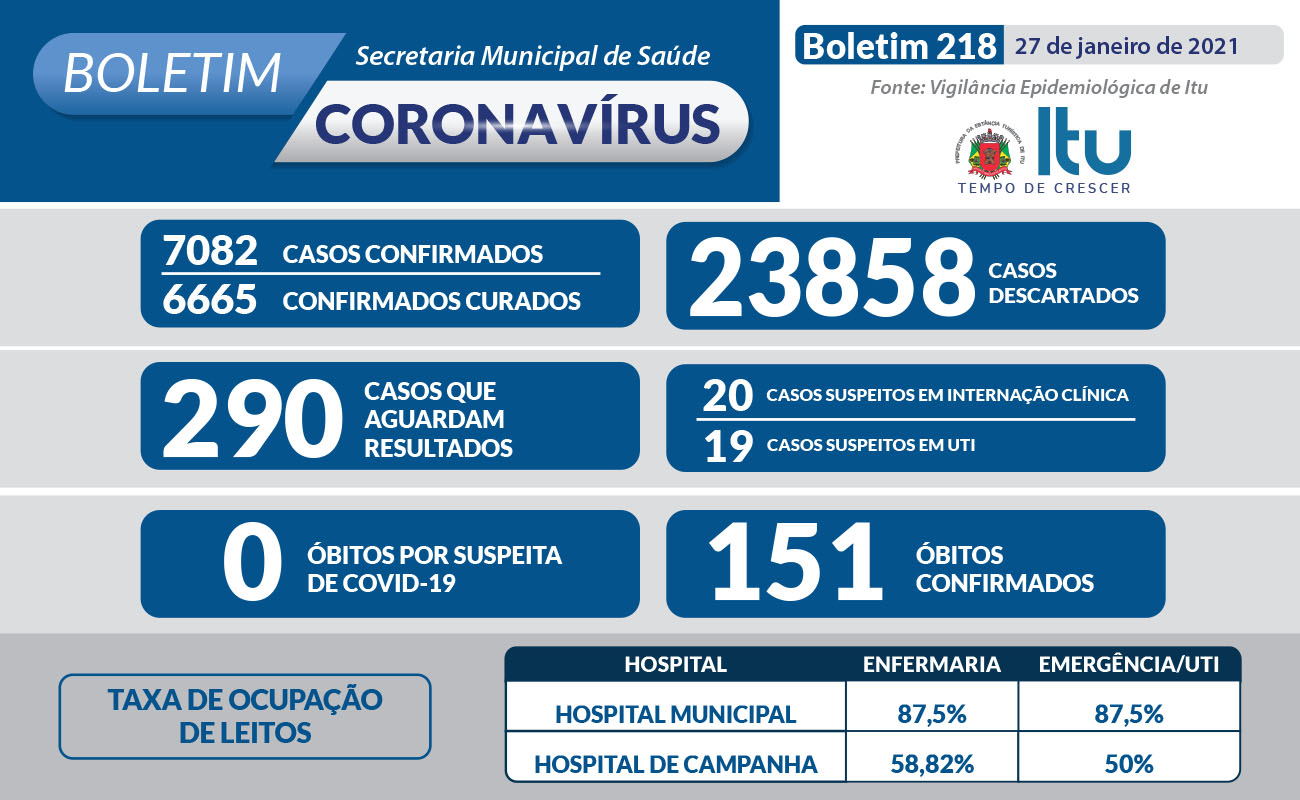 BOLETIM
Secretaria Municipal de Saúde
CORONAVÍRUS
Boletim 218 27 de janeiro de 2021
Fonte: Vigilância Epidemiológica de Itu
PREFEITURA DA ESTÂNCIA TURÍSTICA DE ITU
Itu
TEMPO DE CRESCER
7082 CASOS CONFIRMADOS
6665 CONFIRMADOS CURADOS
23858 CASOS
DESCARTADOS
290 CASOS QUE
AGUARDAM
RESULTADOS
20 CASOS SUSPEITOS EM INTERNAÇÃO CLÍNICA
19 CASOS SUSPEITOS EM UTI
0 ÓBITOS POR SUSPEITA
DE COVID-19
151 ÓBITOS
CONFIRMADOS
TAXA DE OCUPAÇÃO
DE LEITOS
HOSPITAL ENFERMARIA EMERGÊNCIA/UTI
HOSPITAL MUNICIPAL 87,5% 87,5%
HOSPITAL DE CAMPANHA 58,82% 50%